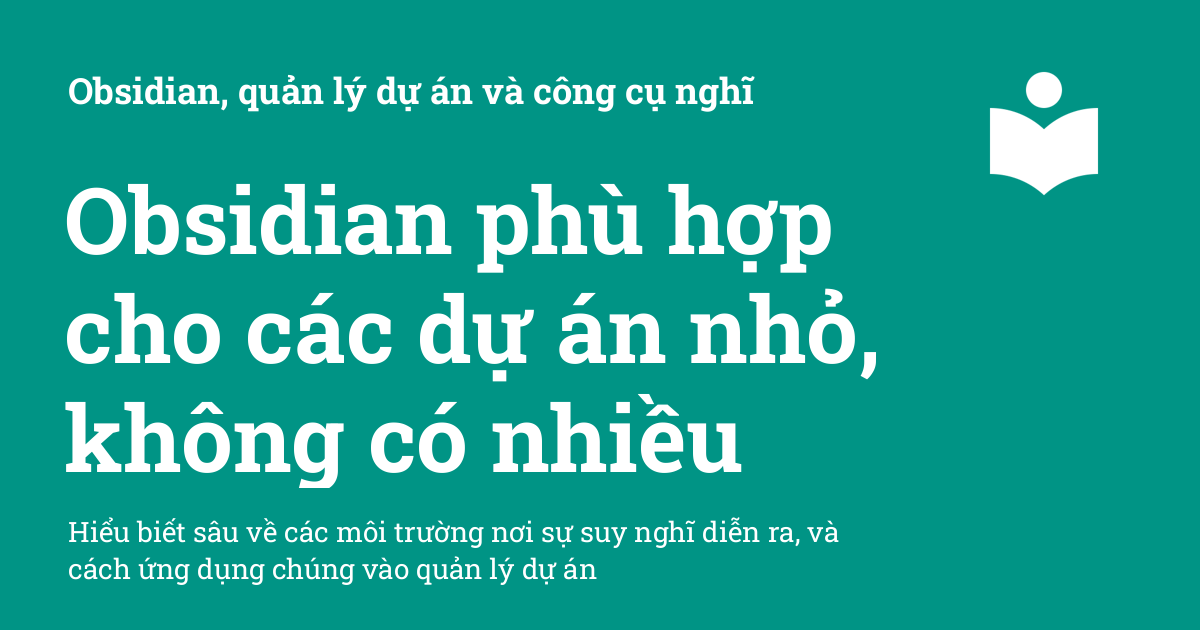 Obsidian, quản lý dự án và công cụ nghĩ
Obsidian phù hợp
cho các dự án nhỏ,
không có nhiều
Hiểu biết sâu về các môi trường nơi sự suy nghĩ diễn ra, và
cách ứng dụng chúng vào quản lý dự án